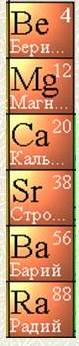 4
Be
Бери...
12
Mg
Магн...
20
Ca
Каль...
38
Sr
Стро...
56
Ba
Барий
88
Ra
Радий